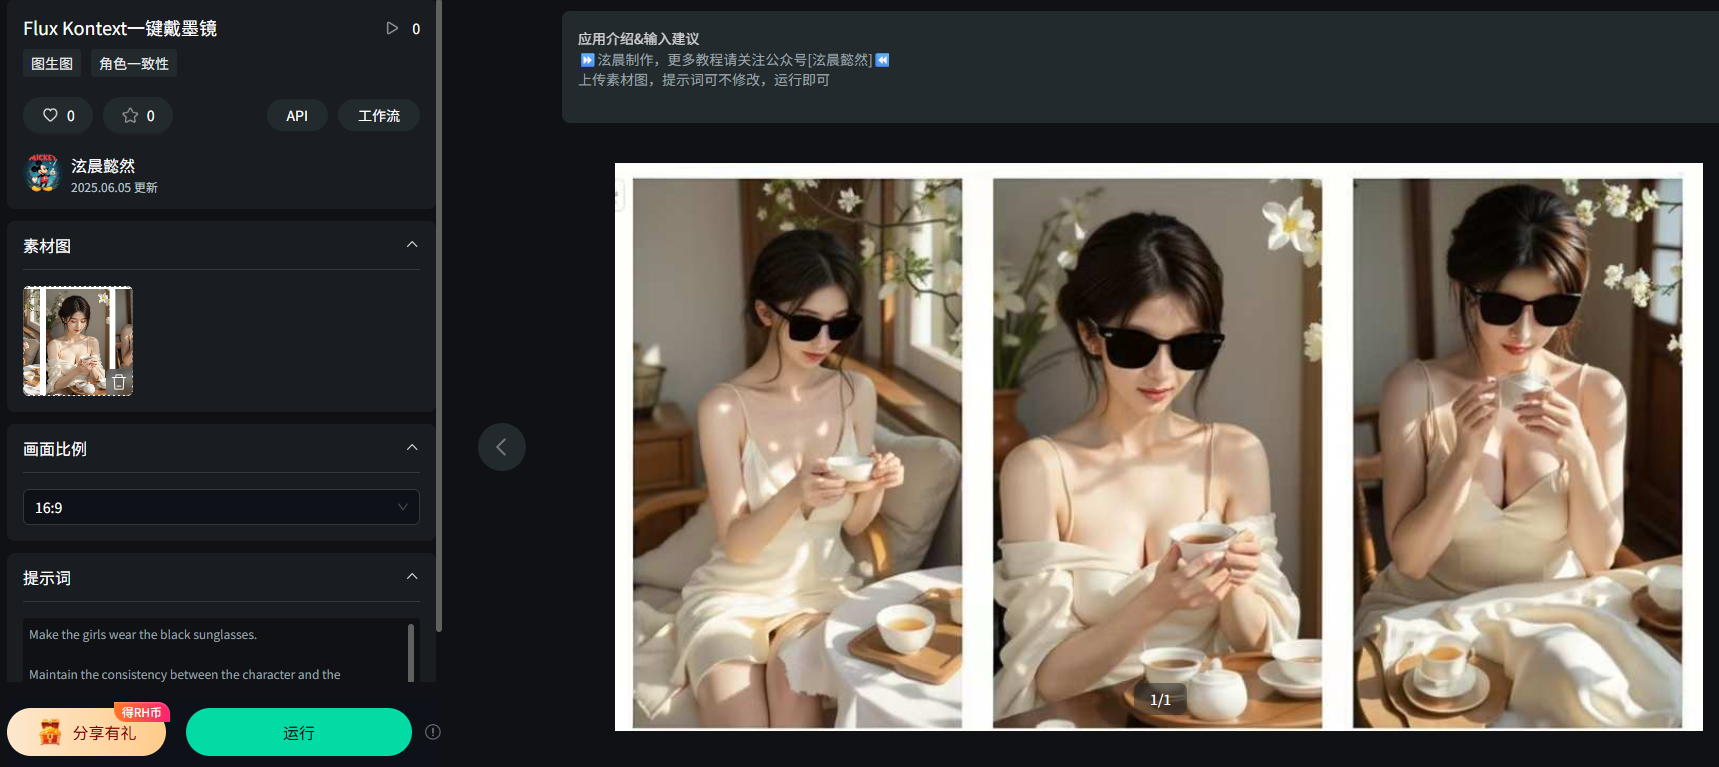 Flux Kontext一键戴墨镜
0
图生图
角色一致性
0
0
API
工作流
泫晨懿然
2025.06.05 更新
素材图
画面比例
16:9
提示词
Make the girls wear the black sunglasses.
Maintain the consistency between the character and the
得RH币
分享有礼
运行
应用介绍&输入建议
⏩泫晨制作，更多教程请关注公众号[泫晨懿然]⏪
上传素材图，提示词可不修改，运行即可
1/1